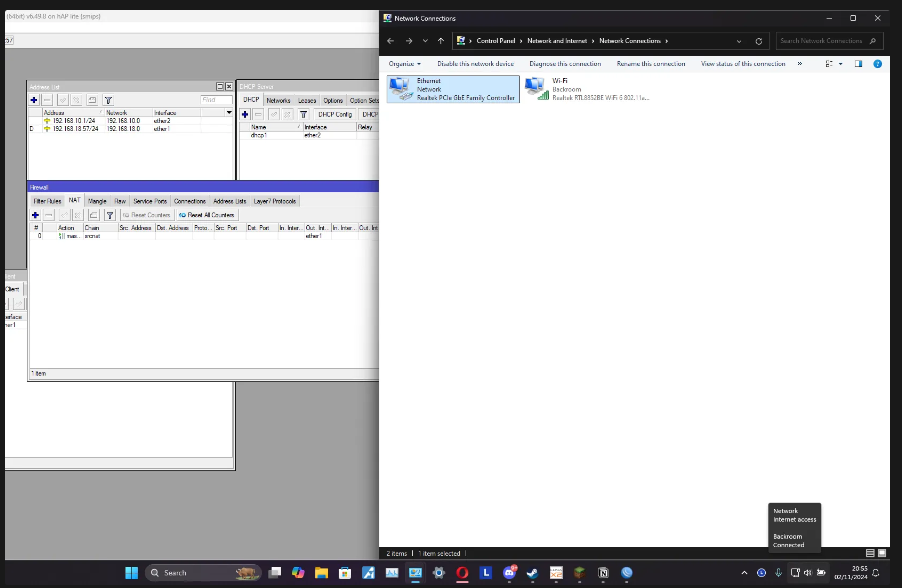 (64bit) v6.49.8 on hAP lite (smips)
Address List
Find
Address
Network
Interface
192.168.10.1/24
192.168.10.0
ether2
D
192.168.18.57/24
192.168.18.0
ether1
DHCP Server
DHCP
Networks
Leases
Options
Option Sets
DHCP Config
DHCP
Name
Interface
Relay
dhcp1
ether2
Firewall
Filter Rules
NAT
Mangle
Raw
Service Ports
Connections
Address Lists
Layer7 Protocols
Reset Counters
Reset All Counters
#
Action
Chain
Src. Address
Dst. Address
Proto...
Src. Port
Dst. Port
In. Inter...
Out. Int...
In. Inter...
Out. Int
0
mas...
srcnat
ether1
1 item
Client
Network Connections
Control Panel
Network and Internet
Network Connections
Search Network Connections
Organize
Disable this network device
Diagnose this connection
Rename this connection
View status of this connection
»
Ethernet
Network
Realtek PCIe GbE Family Controller
Wi-Fi
Backroom
Realtek RTL8852BE WiFi 6 802.11a...
2 items
1 item selected
Network
Internet access
Backroom
Connected
Search
20:55
02/11/2024